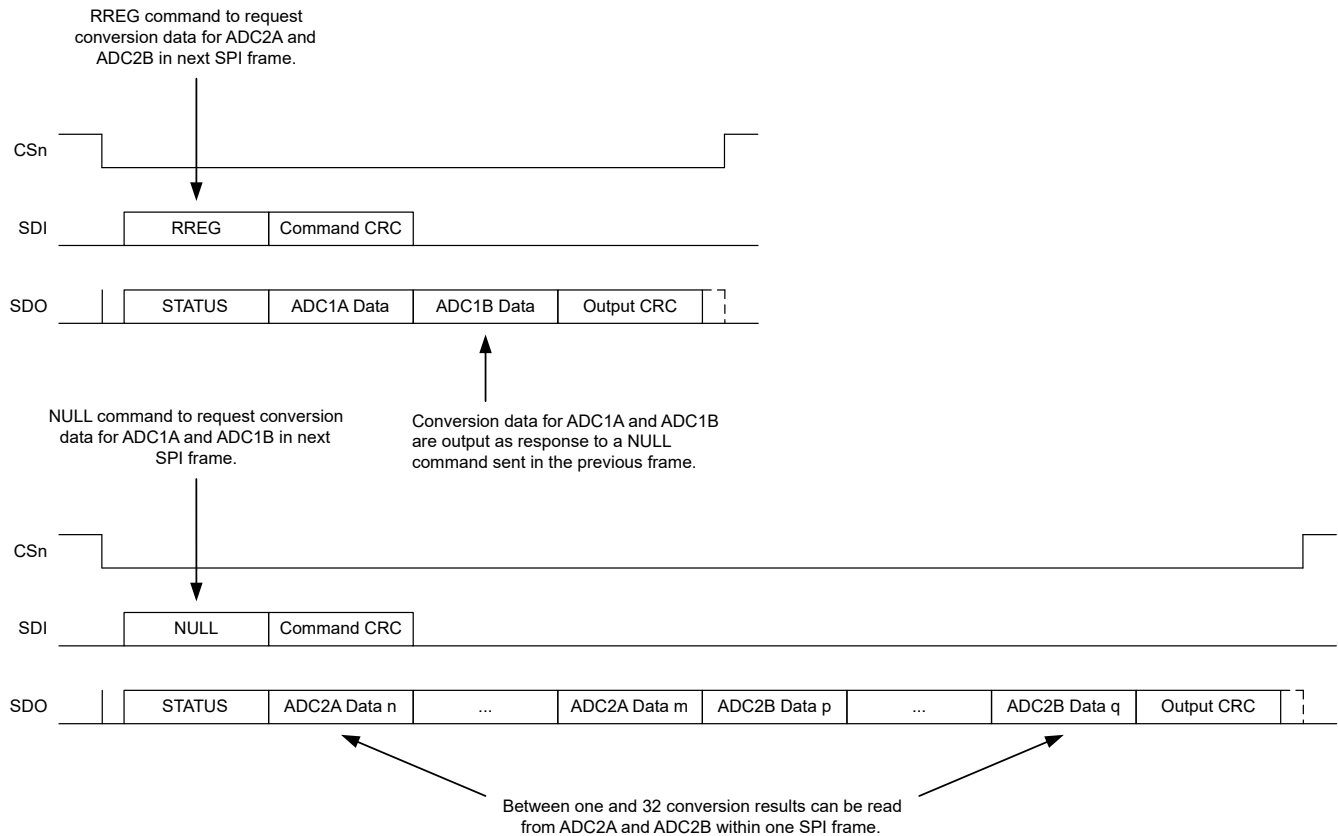 RREG command to request
conversion data for ADC2A and
ADC2B in next SPI frame.
CSn
SDI RREG Command CRC
SDO STATUS ADC1A Data ADC1B Data Output CRC
NULL command to request conversion
data for ADC1A and ADC1B in next
SPI frame.
Conversion data for ADC1A and ADC1B
are output as response to a NULL
command sent in the previous frame.
CSn
SDI NULL Command CRC
SDO STATUS ADC2A Data n ... ADC2A Data m ADC2B Data p ... ADC2B Data q Output CRC
Between one and 32 conversion results can be read
from ADC2A and ADC2B within one SPI frame.